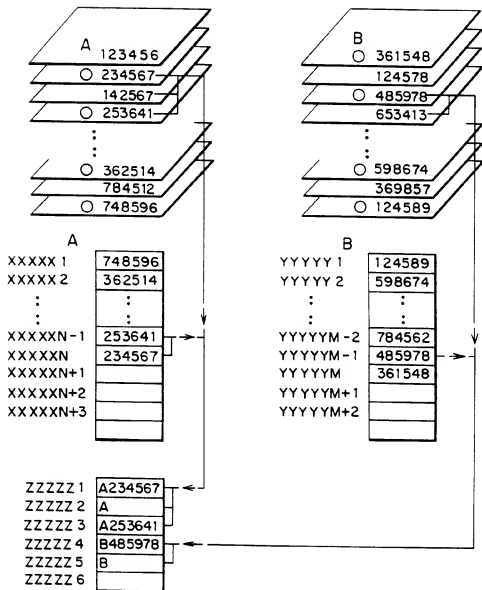 A
123456
○ 234567
142567
○ 253641
○ 362514
784512
○ 748596
B
○ 361548
124578
○ 485978
653413
○ 598674
369857
○ 124589
A
XXXXX 1 748596
XXXXX 2 362514
XXXXXN-1 253641
XXXXXN 234567
XXXXXN+1
XXXXXN+2
XXXXXN+3
B
YYYYY 1 124589
YYYYY 2 598674
YYYYYM-2 784562
YYYYYM-1 485978
YYYYYM 361548
YYYYYM+1
YYYYYM+2
ZZZZZ 1 A234567
ZZZZZ 2 A
ZZZZZ 3 A253641
ZZZZZ 4 B485978
ZZZZZ 5 B
ZZZZZ 6